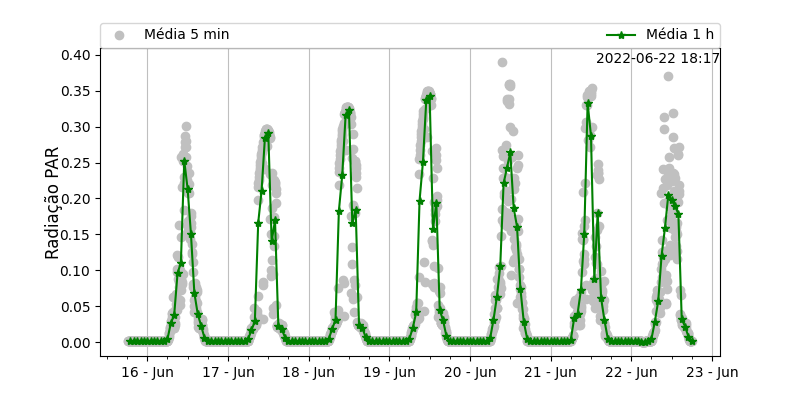 Média 5 min
Média 1 h
2022-06-22 18:17
Radiação PAR
0.40
0.35
0.30
0.25
0.20
0.15
0.10
0.05
0.00
16 - Jun
17 - Jun
18 - Jun
19 - Jun
20 - Jun
21 - Jun
22 - Jun
23 - Jun